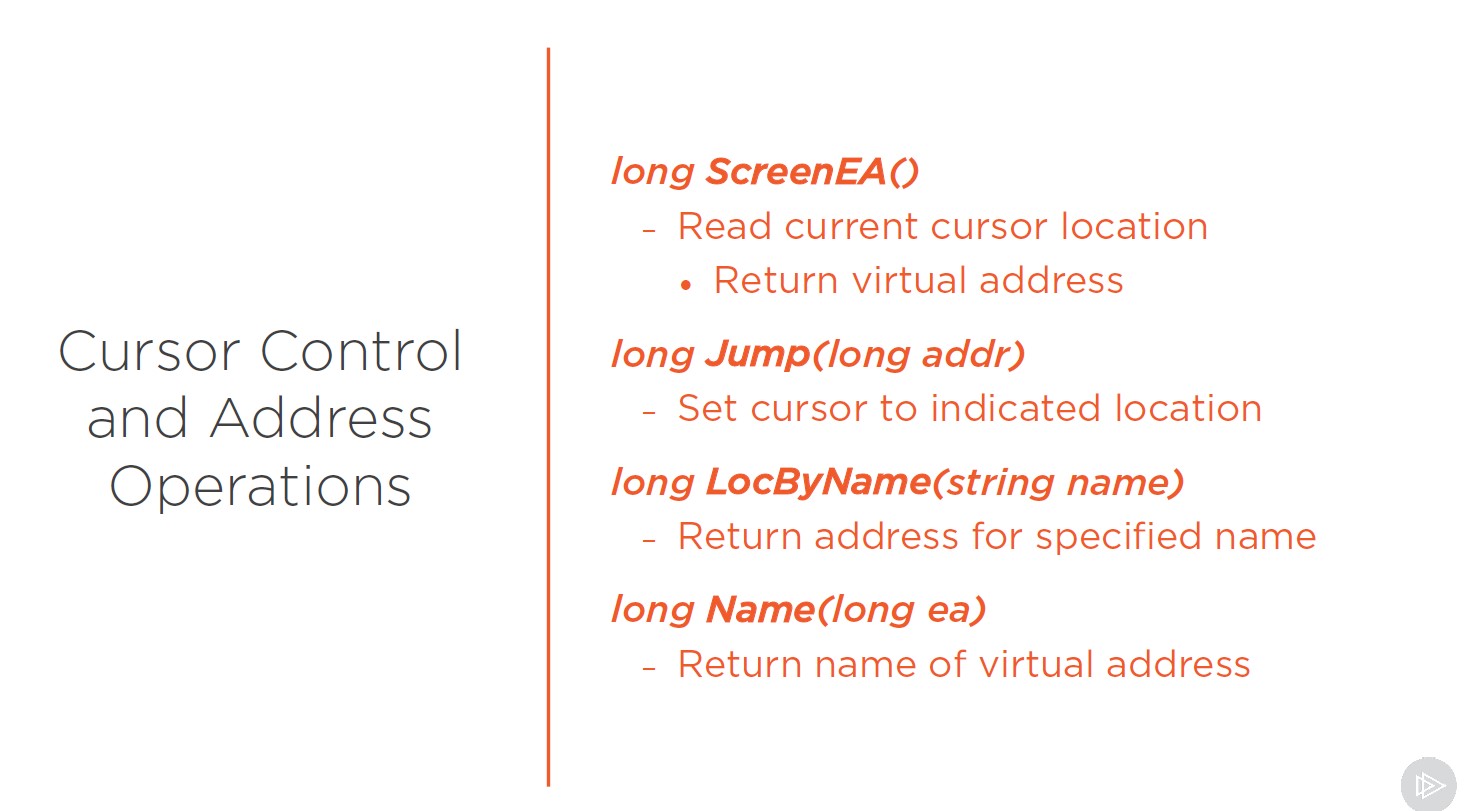 Cursor Control
and Address
Operations
long ScreenEA()
– Read current cursor location
• Return virtual address
long Jump(long addr)
– Set cursor to indicated location
long LocByName(string name)
– Return address for specified name
long Name(long ea)
– Return name of virtual address